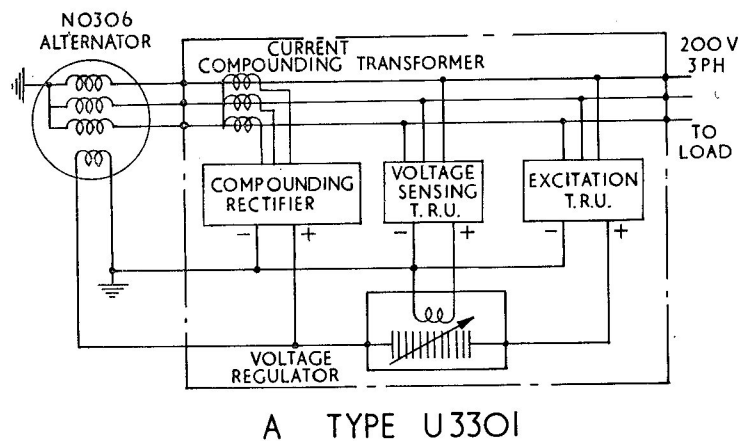 NO306
ALTERNATOR
CURRENT
COMPOUNDING TRANSFORMER
200 V
3 PH
TO
LOAD
COMPOUNDING
RECTIFIER
VOLTAGE
SENSING
T. R.U.
EXCITATION
T. R.U.
− +
− +
− +
VOLTAGE
REGULATOR
A TYPE U3301